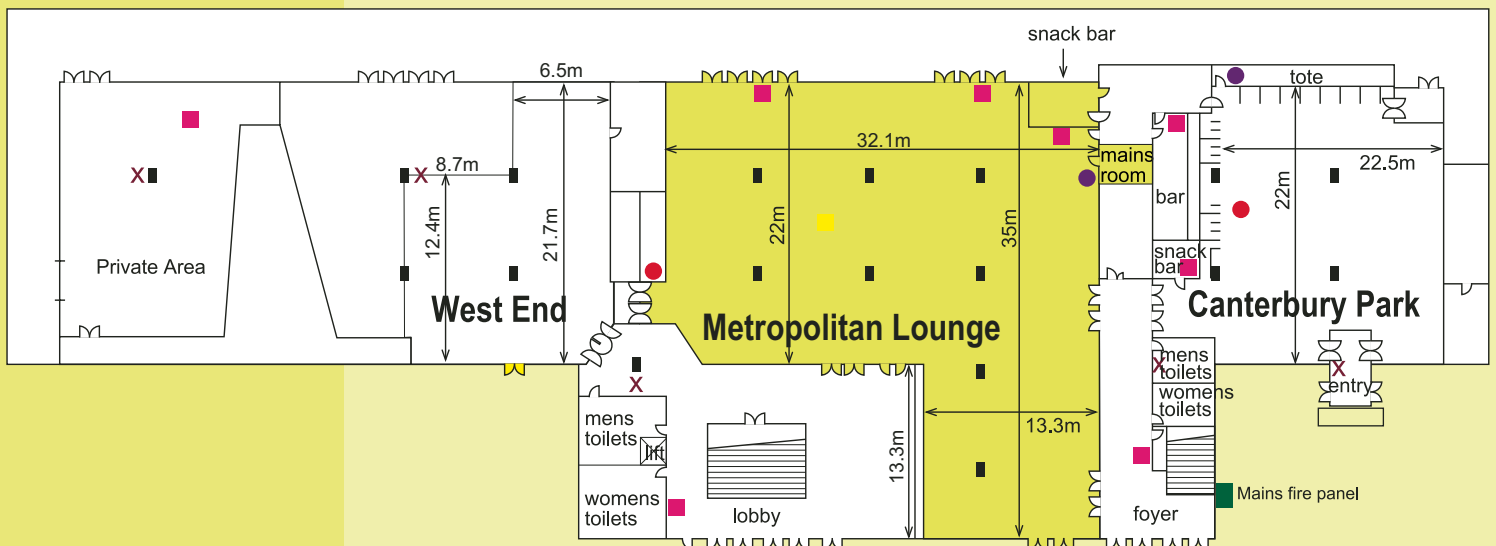 snack bar
6.5m
tote
32.1m
8.7m
mains
room
22.5m
bar
12.4m
21.7m
22m
35m
22m
Private Area
snack
bar
West End
Metropolitan Lounge
Canterbury Park
X
X
X
X
X
mens
toilets
entry
womens
toilets
mens
toilets
lift
13.3m
13.3m
womens
toilets
lobby
foyer
Mains fire panel